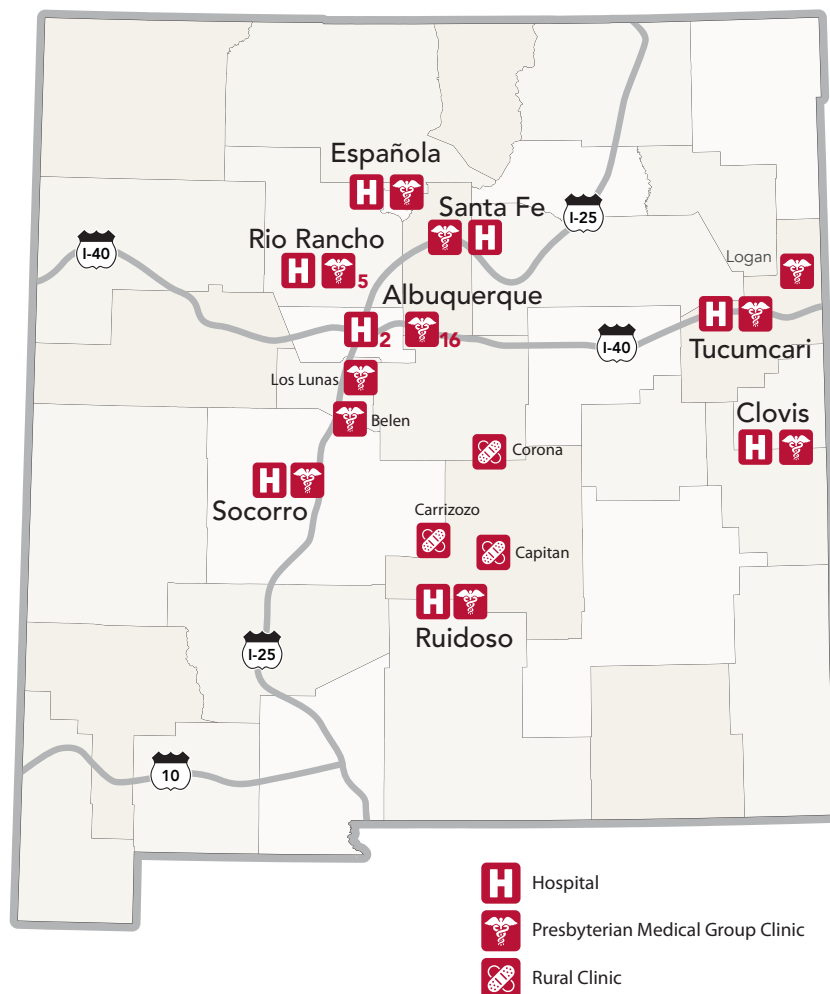 Española
H
Santa Fe
H
I-25
Rio Rancho
H
5
I-40
Logan
Albuquerque
H
2
16
H
I-40
Tucumcari
Los Lunas
Belen
Clovis
H
Corona
H
Socorro
Carrizozo
Capitan
H
Ruidoso
I-25
10
H
Hospital
Presbyterian Medical Group Clinic
Rural Clinic